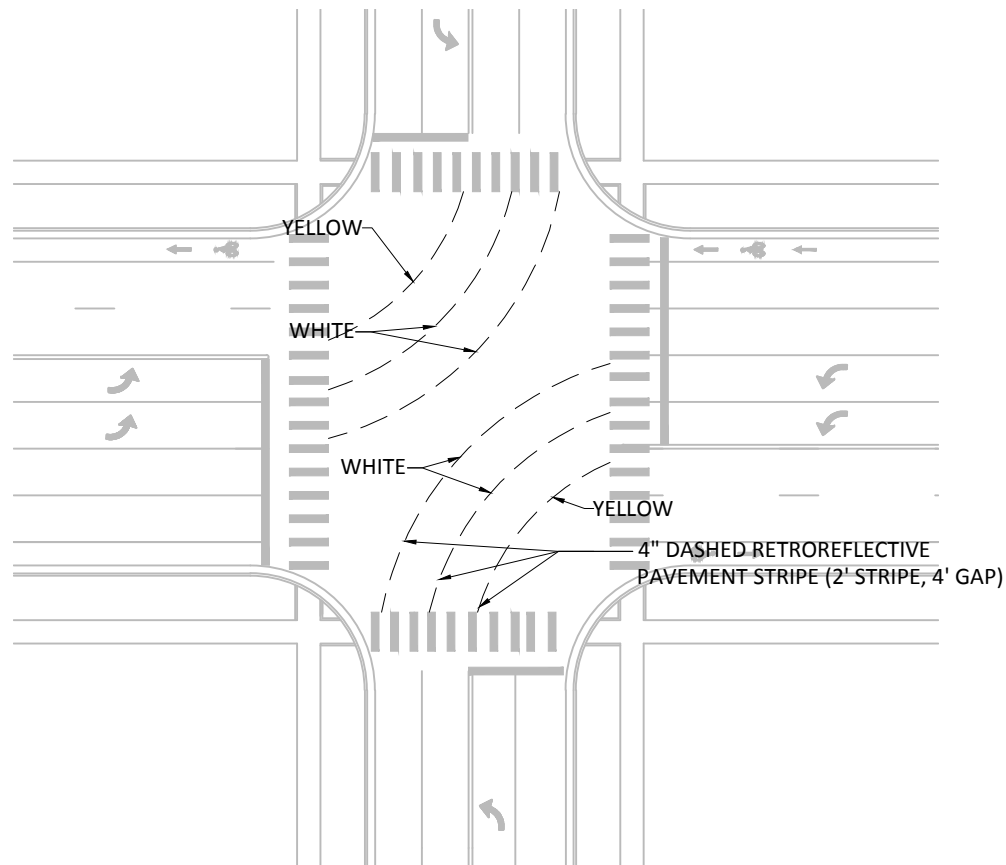 YELLOW
WHITE
WHITE
YELLOW
4" DASHED RETROREFLECTIVE
PAVEMENT STRIPE (2' STRIPE, 4' GAP)